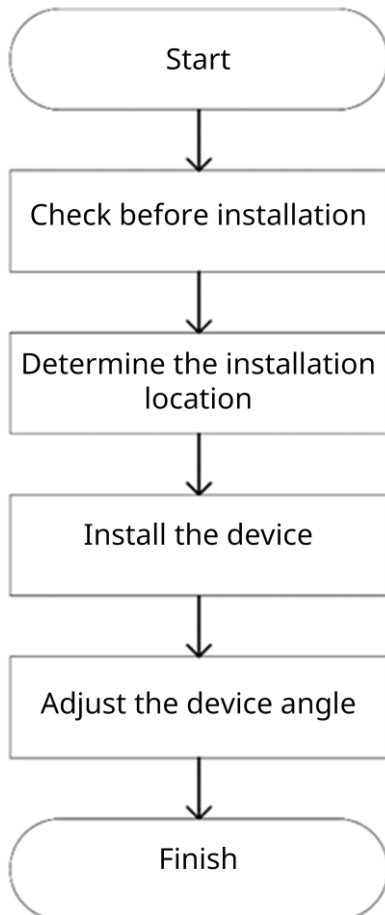 Start
Check before installation
Determine the installation
location
Install the device
Adjust the device angle
Finish